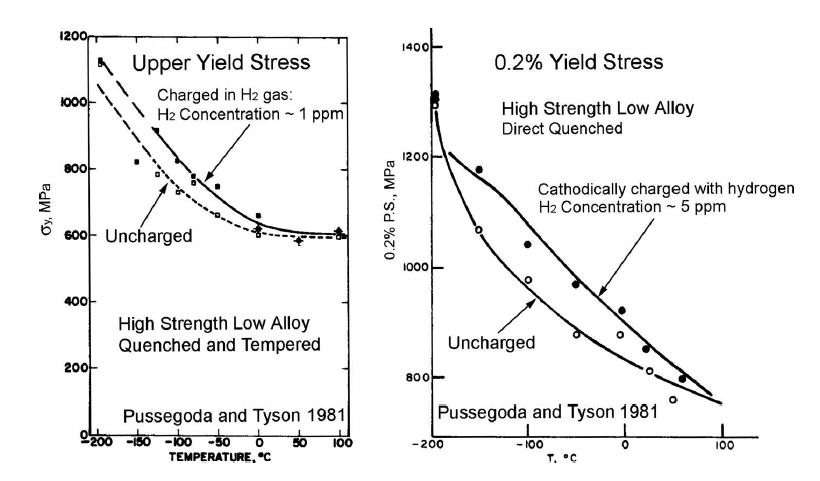 Upper Yield Stress
Charged in H2 gas:
H2 Concentration ~ 1 ppm
Uncharged
High Strength Low Alloy
Quenched and Tempered
Pussegoda and Tyson 1981
σy, MPa
1200
1000
800
600
400
200
0
-200 -150 -100 -50 0 50 100
TEMPERATURE, °C
0.2% Yield Stress
High Strength Low Alloy
Direct Quenched
Cathodically charged with hydrogen
H2 Concentration ~ 5 ppm
Uncharged
Pussegoda and Tyson 1981
0.2% P.S., MPa
1400
1200
1000
800
-200 -100 0 100
T, °C